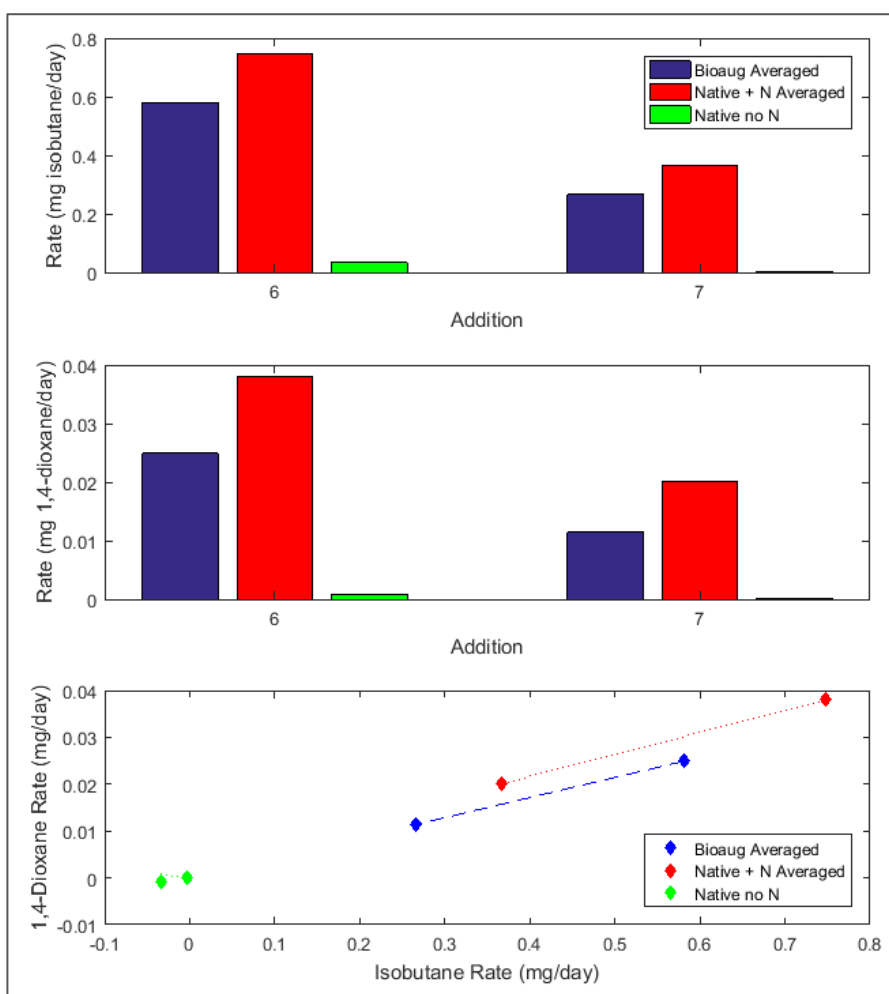 Rate (mg isobutane/day)
0.8
0.6
0.4
0.2
0
Bioaug Averaged
Native + N Averaged
Native no N
6
7
Addition
Rate (mg 1,4-dioxane/day)
0.04
0.03
0.02
0.01
0
6
7
Addition
1,4-Dioxane Rate (mg/day)
0.04
0.03
0.02
0.01
0
-0.01
Bioaug Averaged
Native + N Averaged
Native no N
-0.1 0 0.1 0.2 0.3 0.4 0.5 0.6 0.7 0.8
Isobutane Rate (mg/day)